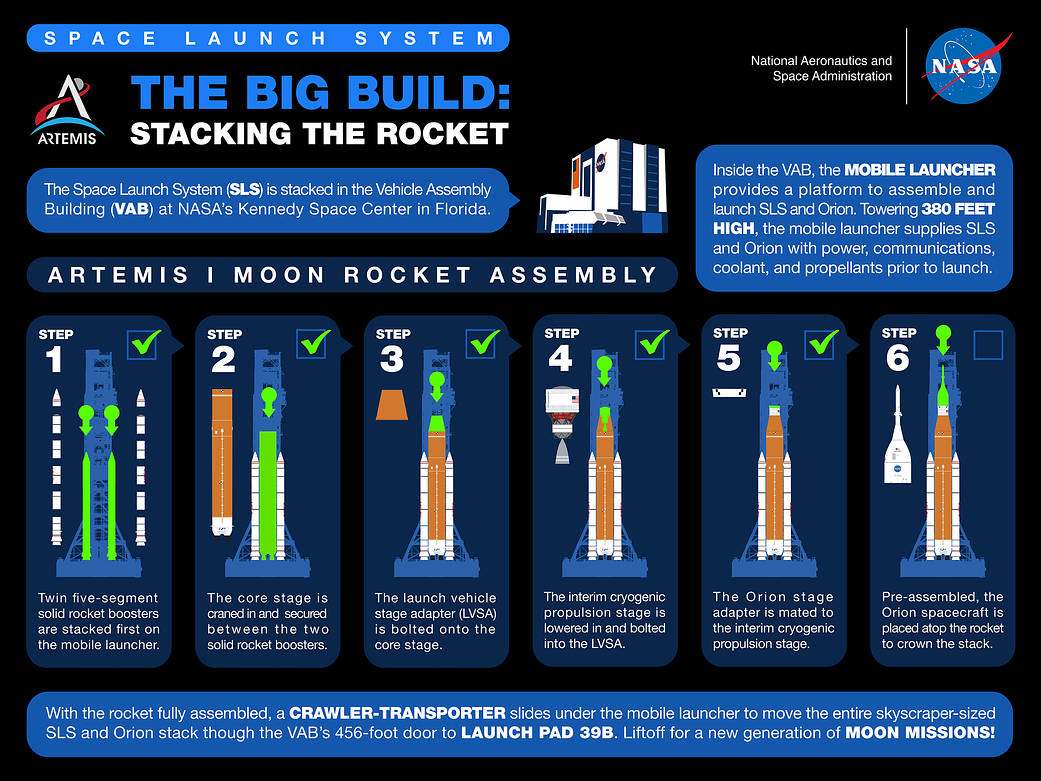 SPACE LAUNCH SYSTEM
ARTEMIS
THE BIG BUILD:
STACKING THE ROCKET
National Aeronautics and
Space Administration
NASA
The Space Launch System (SLS) is stacked in the Vehicle Assembly
Building (VAB) at NASA's Kennedy Space Center in Florida.
Inside the VAB, the MOBILE LAUNCHER
provides a platform to assemble and
launch SLS and Orion. Towering 380 FEET
HIGH, the mobile launcher supplies SLS
and Orion with power, communications,
coolant, and propellants prior to launch.
ARTEMIS I MOON ROCKET ASSEMBLY
STEP
1
Twin five-segment
solid rocket boosters
are stacked first on
the mobile launcher.
STEP
2
The core stage is
craned in and secured
between the two
solid rocket boosters.
STEP
3
The launch vehicle
stage adapter (LVSA)
is bolted onto the
core stage.
STEP
4
The interim cryogenic
propulsion stage is
lowered in and bolted
into the LVSA.
STEP
5
The Orion stage
adapter is mated to
the interim cryogenic
propulsion stage.
STEP
6
Pre-assembled, the
Orion spacecraft is
placed atop the rocket
to crown the stack.
With the rocket fully assembled, a CRAWLER-TRANSPORTER slides under the mobile launcher to move the entire skyscraper-sized
SLS and Orion stack though the VAB's 456-foot door to LAUNCH PAD 39B. Liftoff for a new generation of MOON MISSIONS!